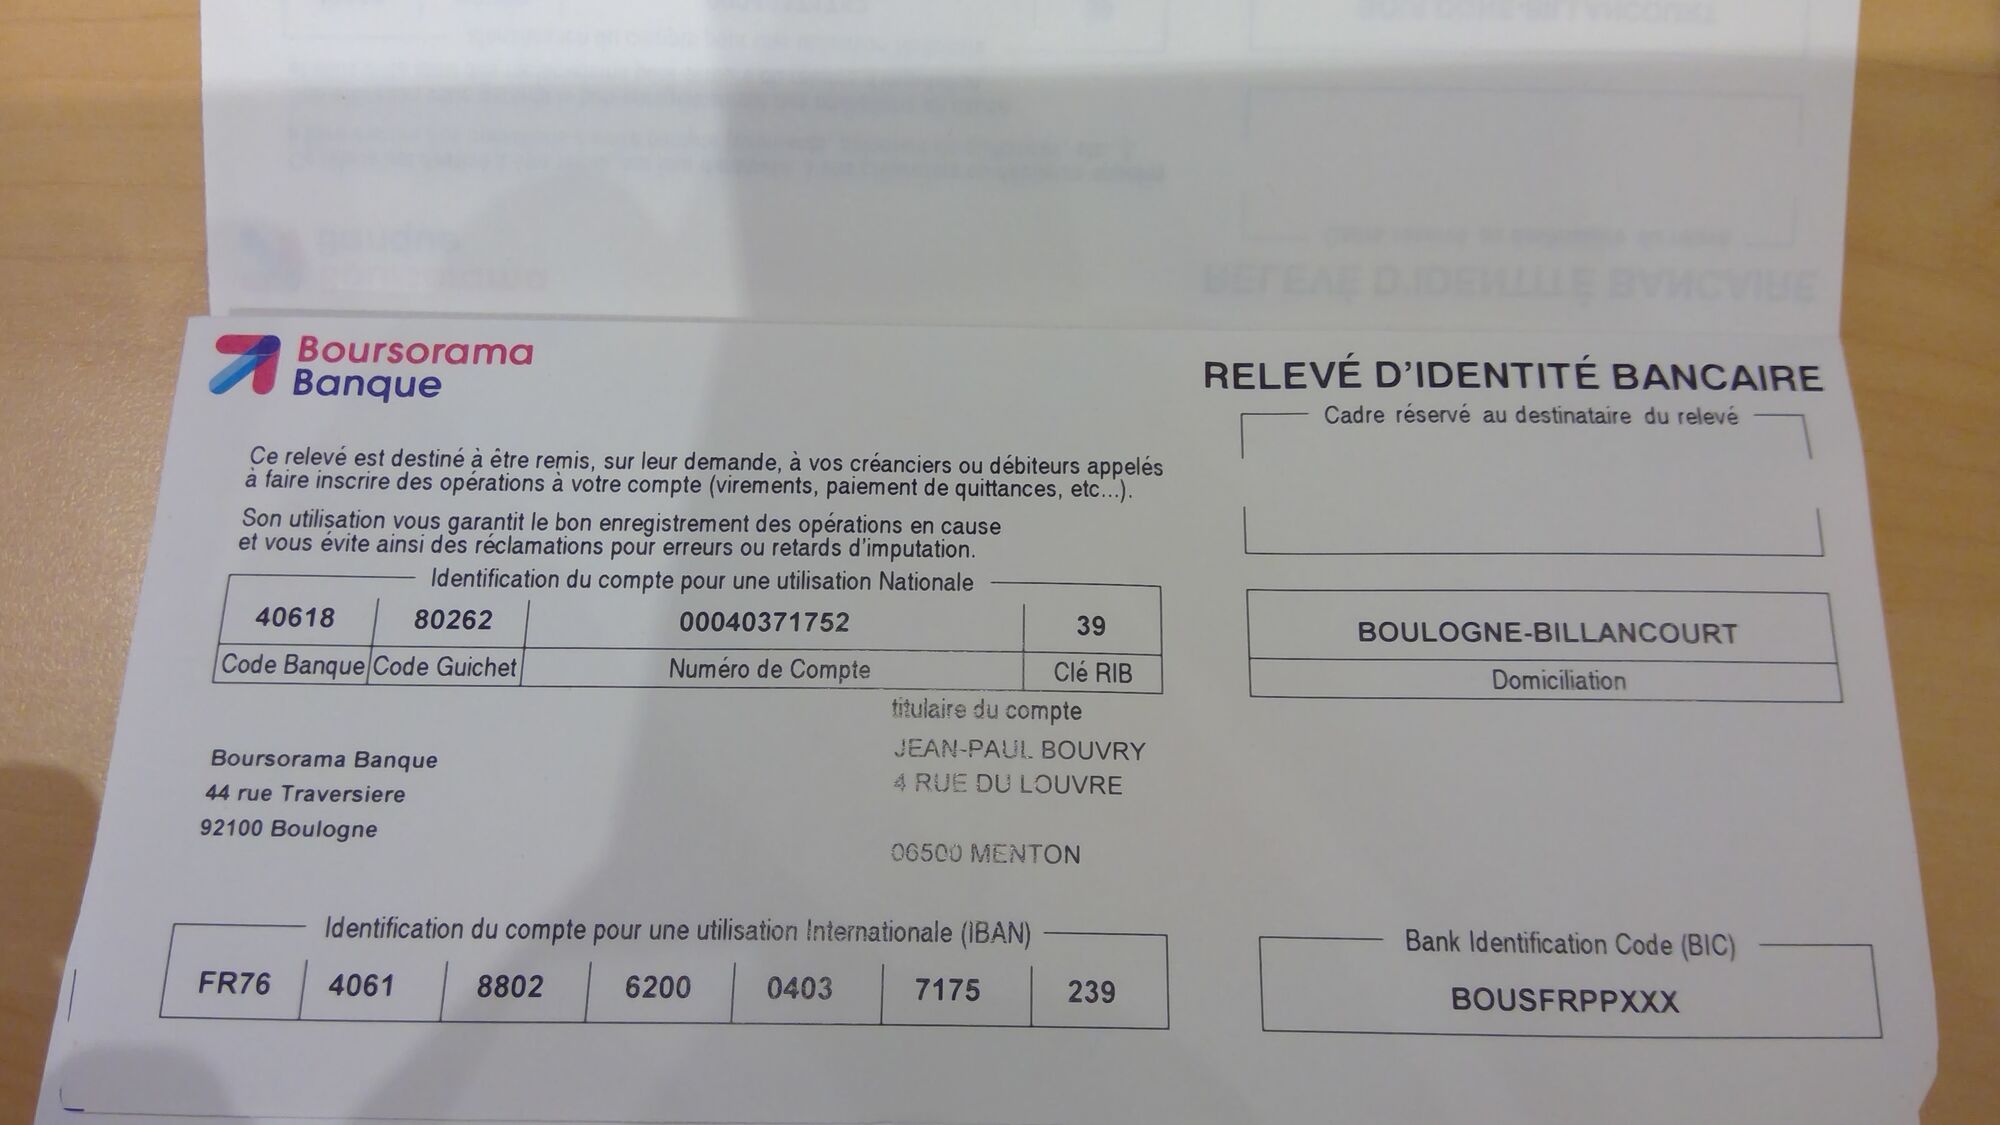 Boursorama
Banque
RELEVÉ D'IDENTITÉ BANCAIRE
Cadre réservé au destinataire du relevé
Ce relevé est destiné à être remis, sur leur demande, à vos créanciers ou débiteurs appelés
à faire inscrire des opérations à votre compte (virements, paiement de quittances, etc...).
Son utilisation vous garantit le bon enregistrement des opérations en cause
et vous évite ainsi des réclamations pour erreurs ou retards d'imputation.
Identification du compte pour une utilisation Nationale
40618 80262 00040371752 39
Code Banque Code Guichet Numéro de Compte Clé RIB
BOULOGNE-BILLANCOURT
Domiciliation
titulaire du compte
JEAN-PAUL BOUVRY
4 RUE DU LOUVRE
06500 MENTON
Boursorama Banque
44 rue Traversiere
92100 Boulogne
Identification du compte pour une utilisation Internationale (IBAN)
FR76 4061 8802 6200 0403 7175 239
Bank Identification Code (BIC)
BOUSFRPPXXX